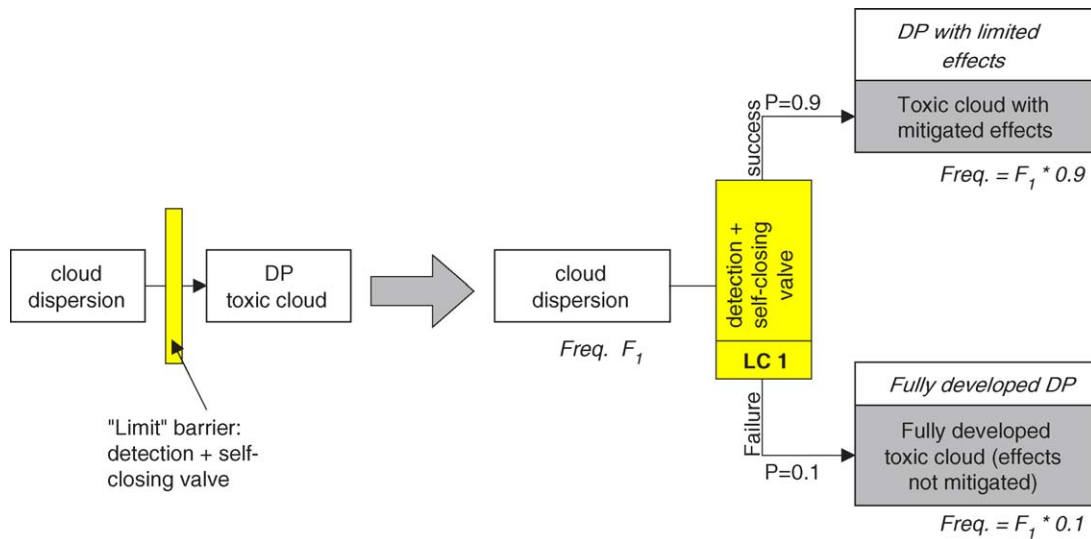 cloud
dispersion
DP
toxic cloud
"Limit" barrier:
detection + self-
closing valve
cloud
dispersion
Freq. F₁
detection +
self-closing
valve
LC 1
success
P=0.9
DP with limited
effects
Toxic cloud with
mitigated effects
Freq. = F₁ * 0.9
Failure
P=0.1
Fully developed DP
Fully developed
toxic cloud (effects
not mitigated)
Freq. = F₁ * 0.1